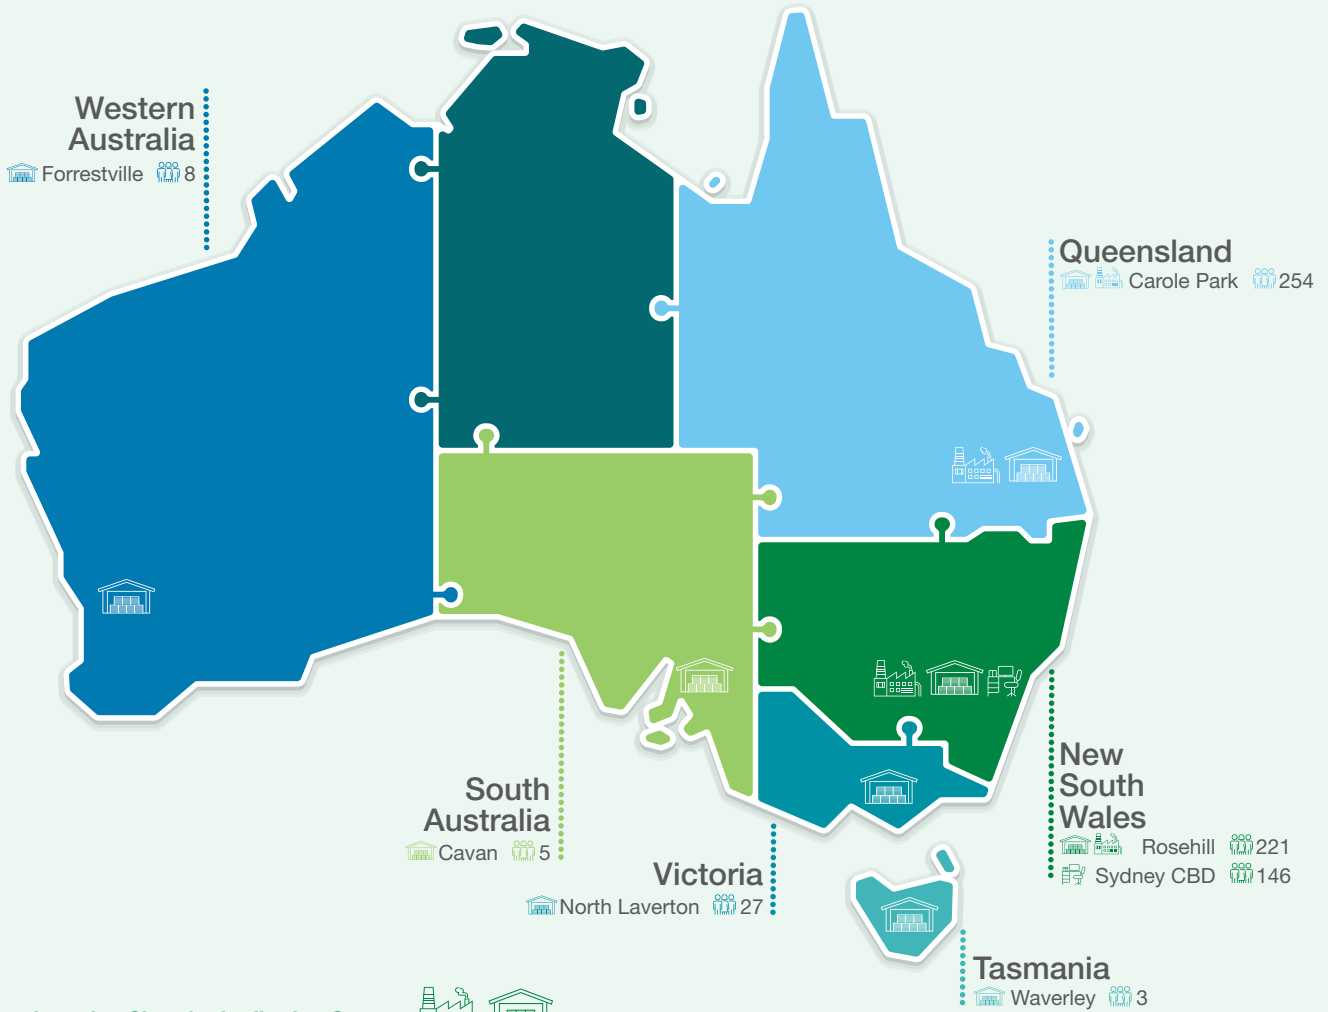 Western
Australia
Forrestville 8
Queensland
Carole Park 254
South
Australia
Cavan 5
Victoria
North Laverton 27
New
South
Wales
Rosehill 221
Sydney CBD 146
Tasmania
Waverley 3